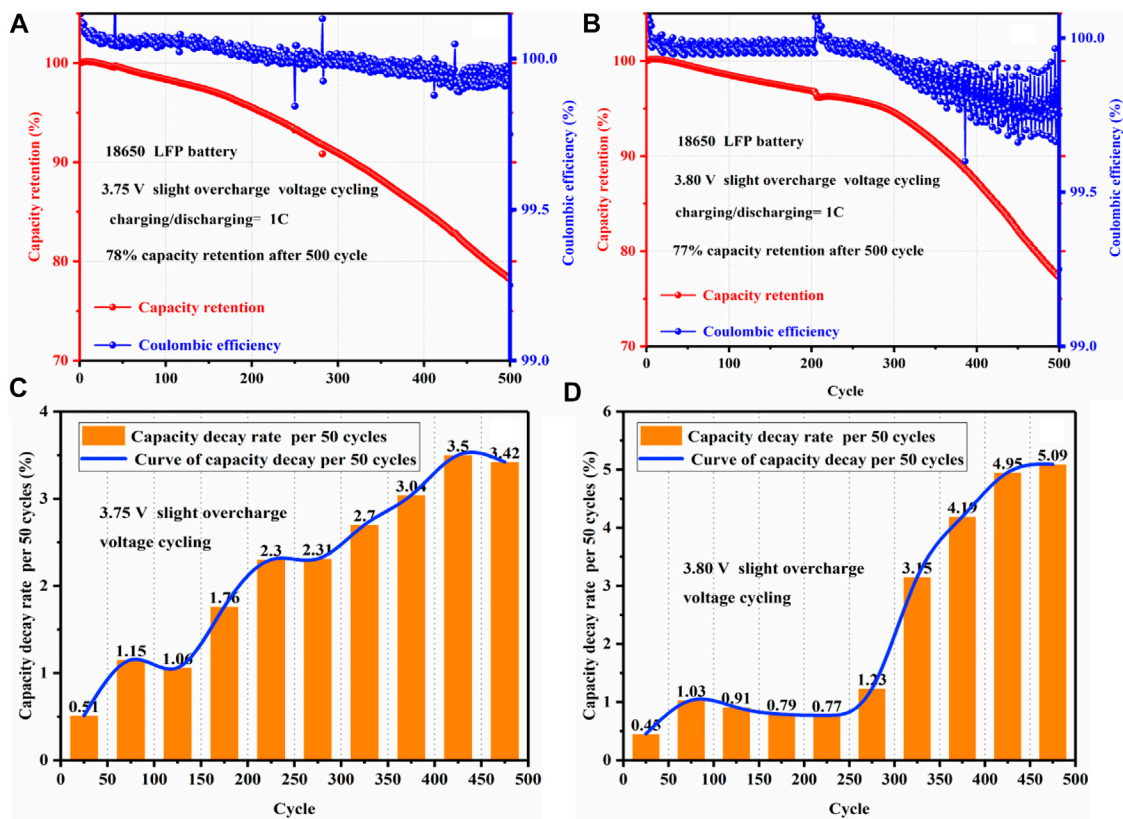 A
105
100
90
80
70
Capacity retention (%)
18650 LFP battery
3.75 V slight overcharge voltage cycling
charging/discharging= 1C
78% capacity retention after 500 cycle
Capacity retention
Coulombic efficiency
0 100 200 300 400 500
100.0
99.5
99.0
Coulombic efficiency (%)
B
105
100
90
80
70
Capacity retention (%)
18650 LFP battery
3.80 V slight overcharge voltage cycling
charging/discharging= 1C
77% capacity retention after 500 cycle
Capacity retention
Coulombic efficiency
0 100 200 300 400 500
Cycle
100.0
99.5
99.0
Coulombic efficiency (%)
C
4
3
2
1
0
Capacity decay rate per 50 cycles (%)
Capacity decay rate per 50 cycles
Curve of capacity decay per 50 cycles
3.75 V slight overcharge
voltage cycling
0.51 1.15 1.06 1.76 2.3 2.31 2.7 3.04 3.5 3.42
0 50 100 150 200 250 300 350 400 450 500
Cycle
D
6
5
4
3
2
1
0
Capacity decay rate per 50 cycles (%)
Capacity decay rate per 50 cycles
Curve of capacity decay per 50 cycles
3.80 V slight overcharge
voltage cycling
0.45 1.03 0.91 0.79 0.77 1.23 3.15 4.19 4.95 5.09
0 50 100 150 200 250 300 350 400 450 500
Cycle